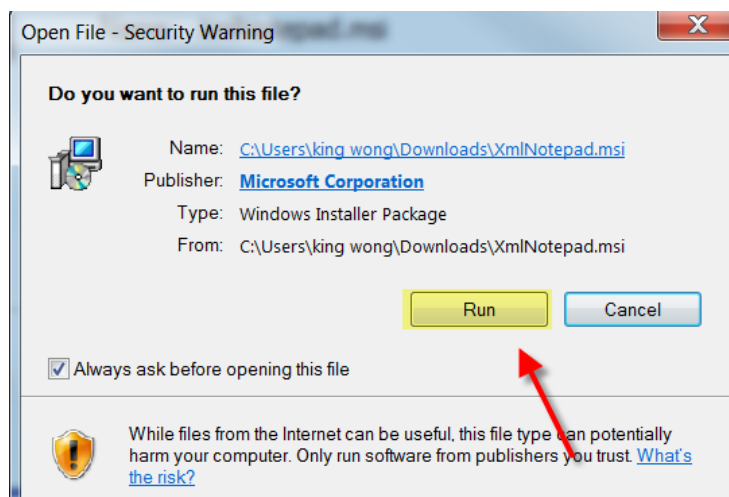 Open File - Security Warning
Do you want to run this file?
Name: C:\Users\king wong\Downloads\XmlNotepad.msi
Publisher: Microsoft Corporation
Type: Windows Installer Package
From: C:\Users\king wong\Downloads\XmlNotepad.msi
Run Cancel
Always ask before opening this file
While files from the Internet can be useful, this file type can potentially
harm your computer. Only run software from publishers you trust. What's
the risk?